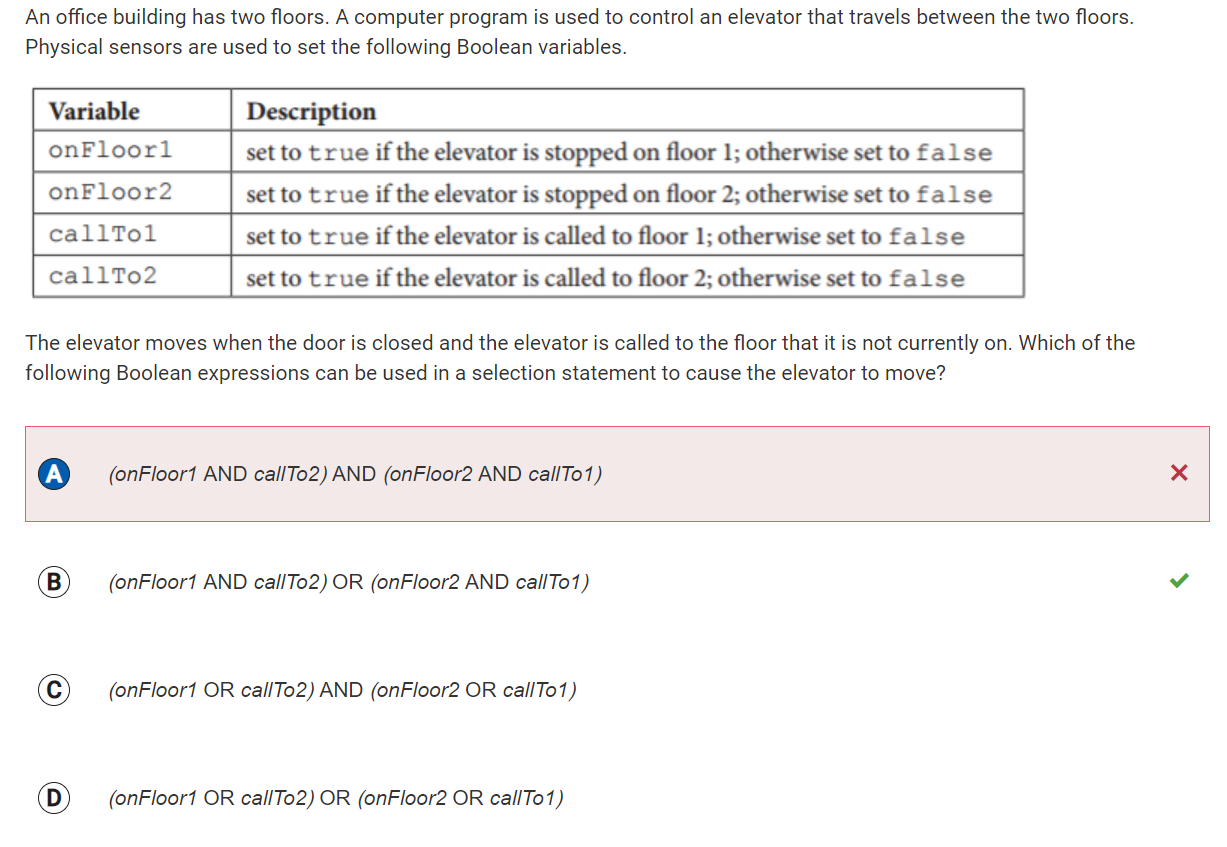 An office building has two floors. A computer program is used to control an elevator that travels between the two floors.
Physical sensors are used to set the following Boolean variables.
Variable Description
onFloor1 set to true if the elevator is stopped on floor 1; otherwise set to false
onFloor2 set to true if the elevator is stopped on floor 2; otherwise set to false
callTo1 set to true if the elevator is called to floor 1; otherwise set to false
callTo2 set to true if the elevator is called to floor 2; otherwise set to false
The elevator moves when the door is closed and the elevator is called to the floor that it is not currently on. Which of the
following Boolean expressions can be used in a selection statement to cause the elevator to move?
A (onFloor1 AND callTo2) AND (onFloor2 AND callTo1)
B (onFloor1 AND callTo2) OR (onFloor2 AND callTo1)
C (onFloor1 OR callTo2) AND (onFloor2 OR callTo1)
D (onFloor1 OR callTo2) OR (onFloor2 OR callTo1)